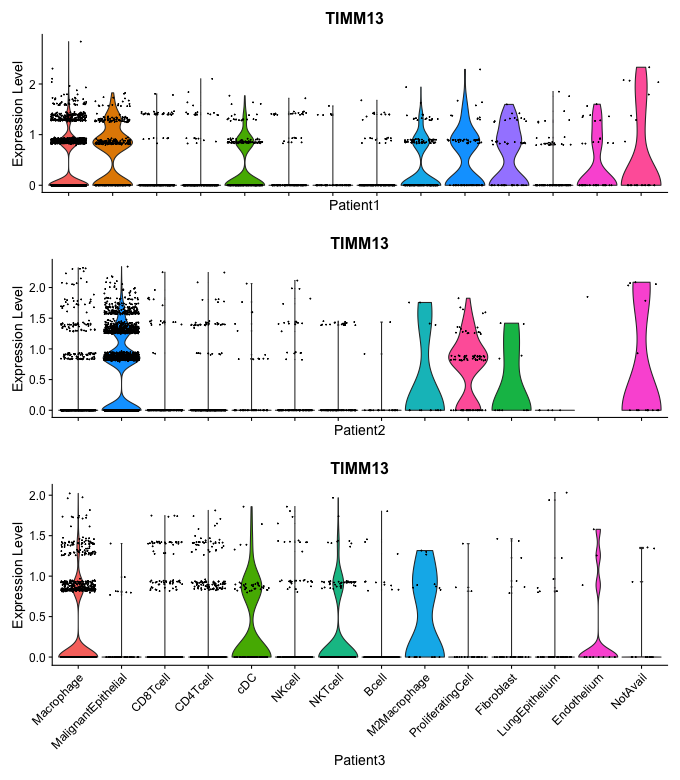 TIMM13
Expression Level
2
1
0
Patient1
TIMM13
Expression Level
2.0
1.5
1.0
0.5
0.0
Patient2
TIMM13
Expression Level
2.0
1.5
1.0
0.5
0.0
Macrophage
MalignantEpithelial
CD8Tcell
CD4Tcell
cDC
NKcell
NKTcell
Bcell
M2Macrophage
ProliferatingCell
Fibroblast
LungEpithelium
Endothelium
NotAvail
Patient3